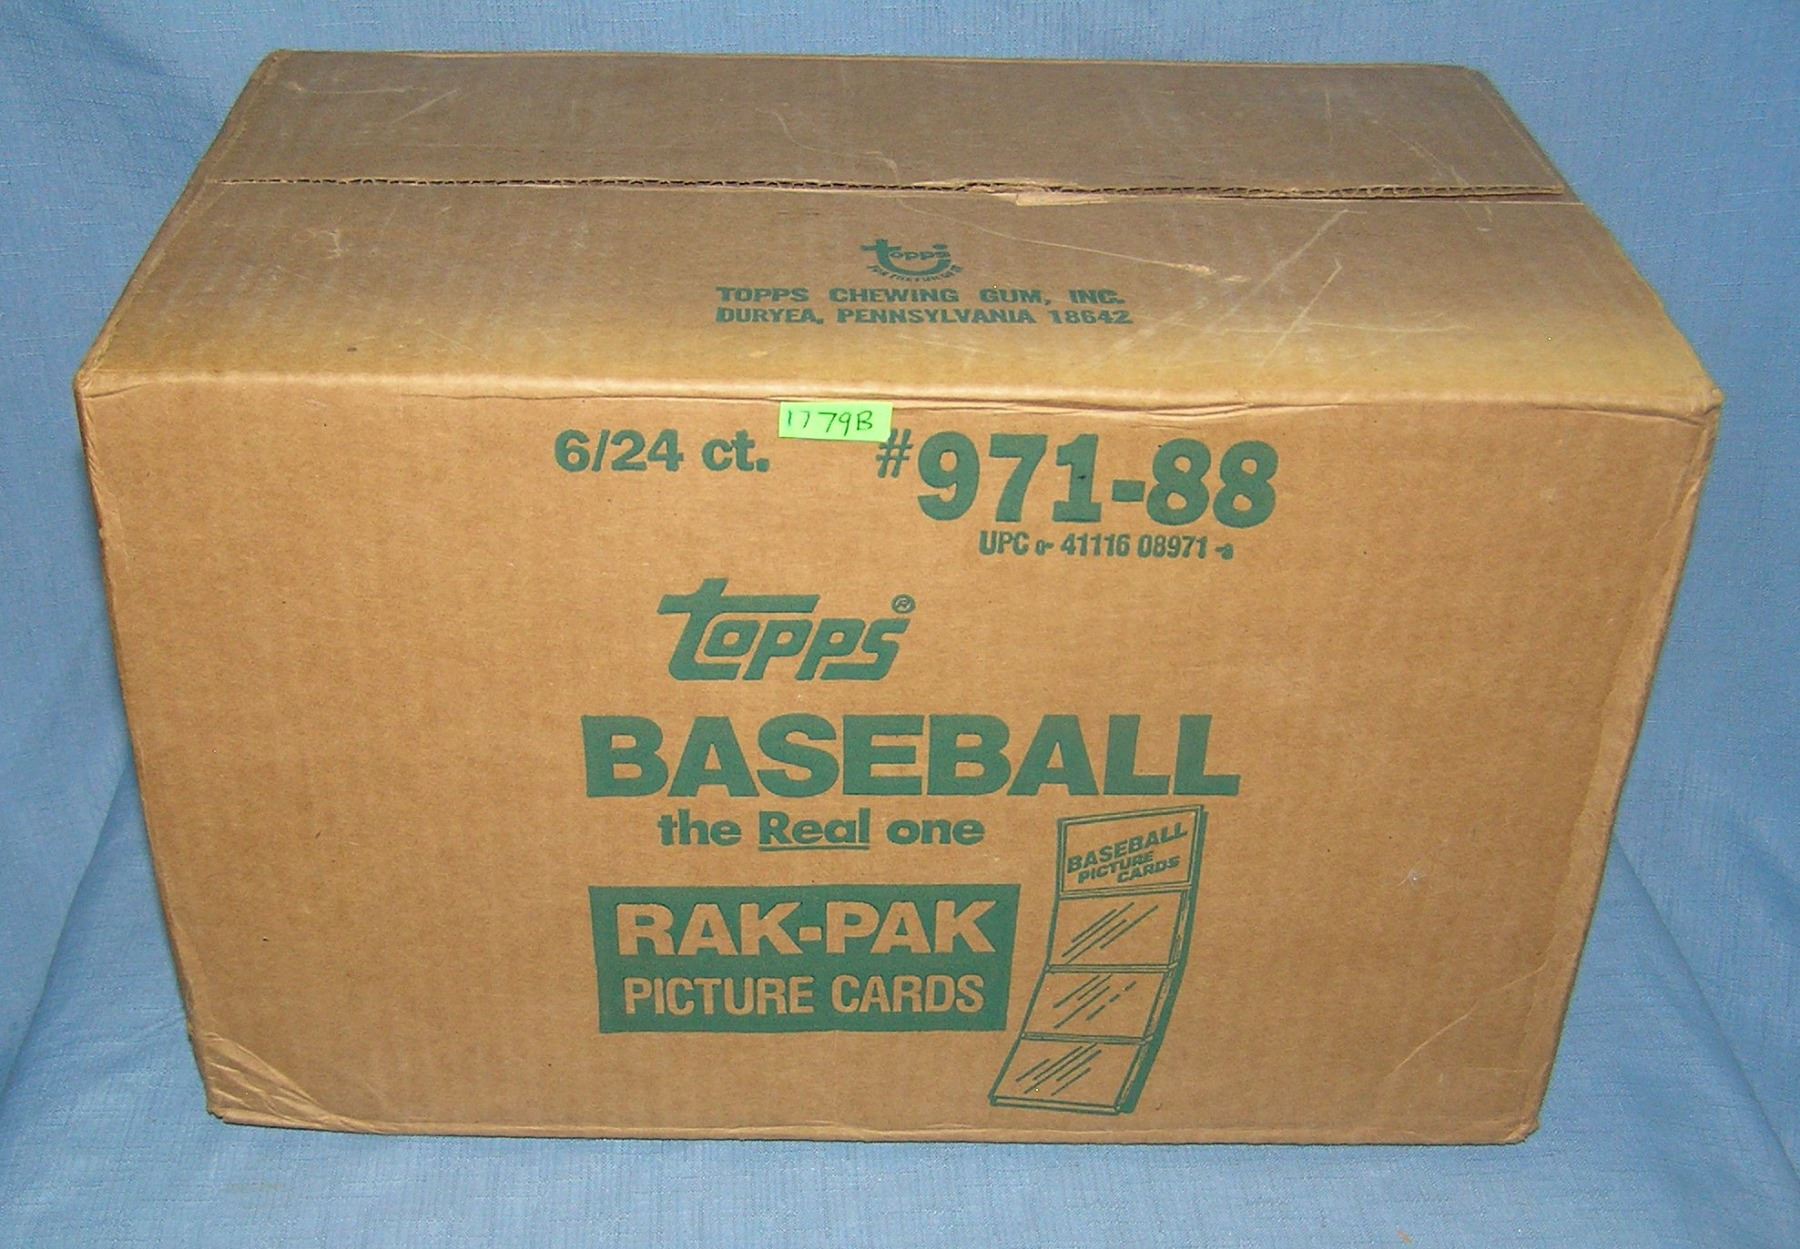 topps
TOPPS CHEWING GUM, INC.
DURYEA, PENNSYLVANIA 18642
1779B
6/24 ct. #971-88
UPC 0- 41116 08971 -
topps®
BASEBALL
the Real one
BASEBALL
PICTURE
CARDS
RAK-PAK
PICTURE CARDS